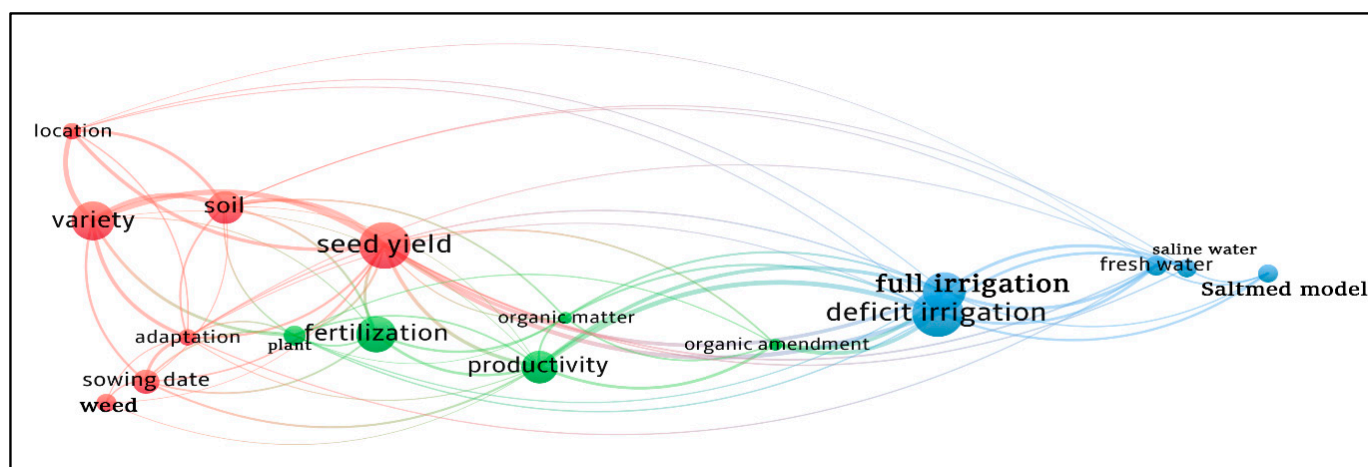 location
variety
soil
seed yield
saline water
fresh water
full irrigation
Saltmed model
deficit irrigation
organic matter
adaptation
plant
fertilization
organic amendment
productivity
sowing date
weed